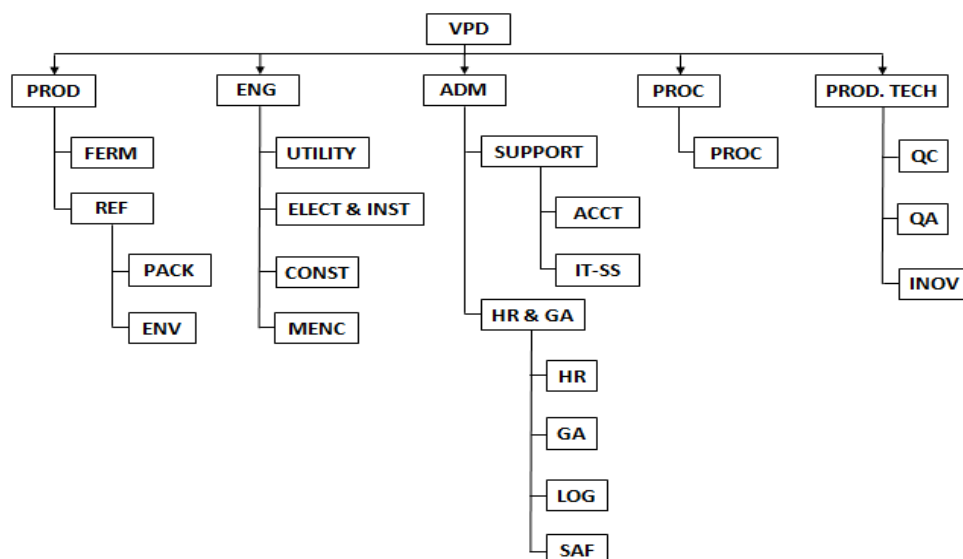 VPD
PROD
ENG
ADM
PROC
PROD. TECH
FERM
REF
PACK
ENV
UTILITY
ELECT & INST
CONST
MENC
SUPPORT
ACCT
IT-SS
HR & GA
HR
GA
LOG
SAF
PROC
QC
QA
INOV